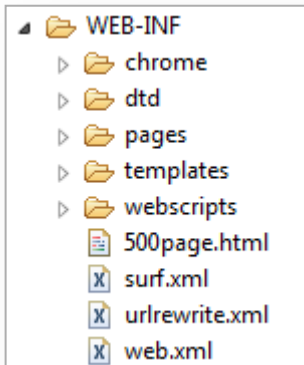 WEB-INF
chrome
dtd
pages
templates
webscripts
500page.html
surf.xml
urlrewrite.xml
web.xml